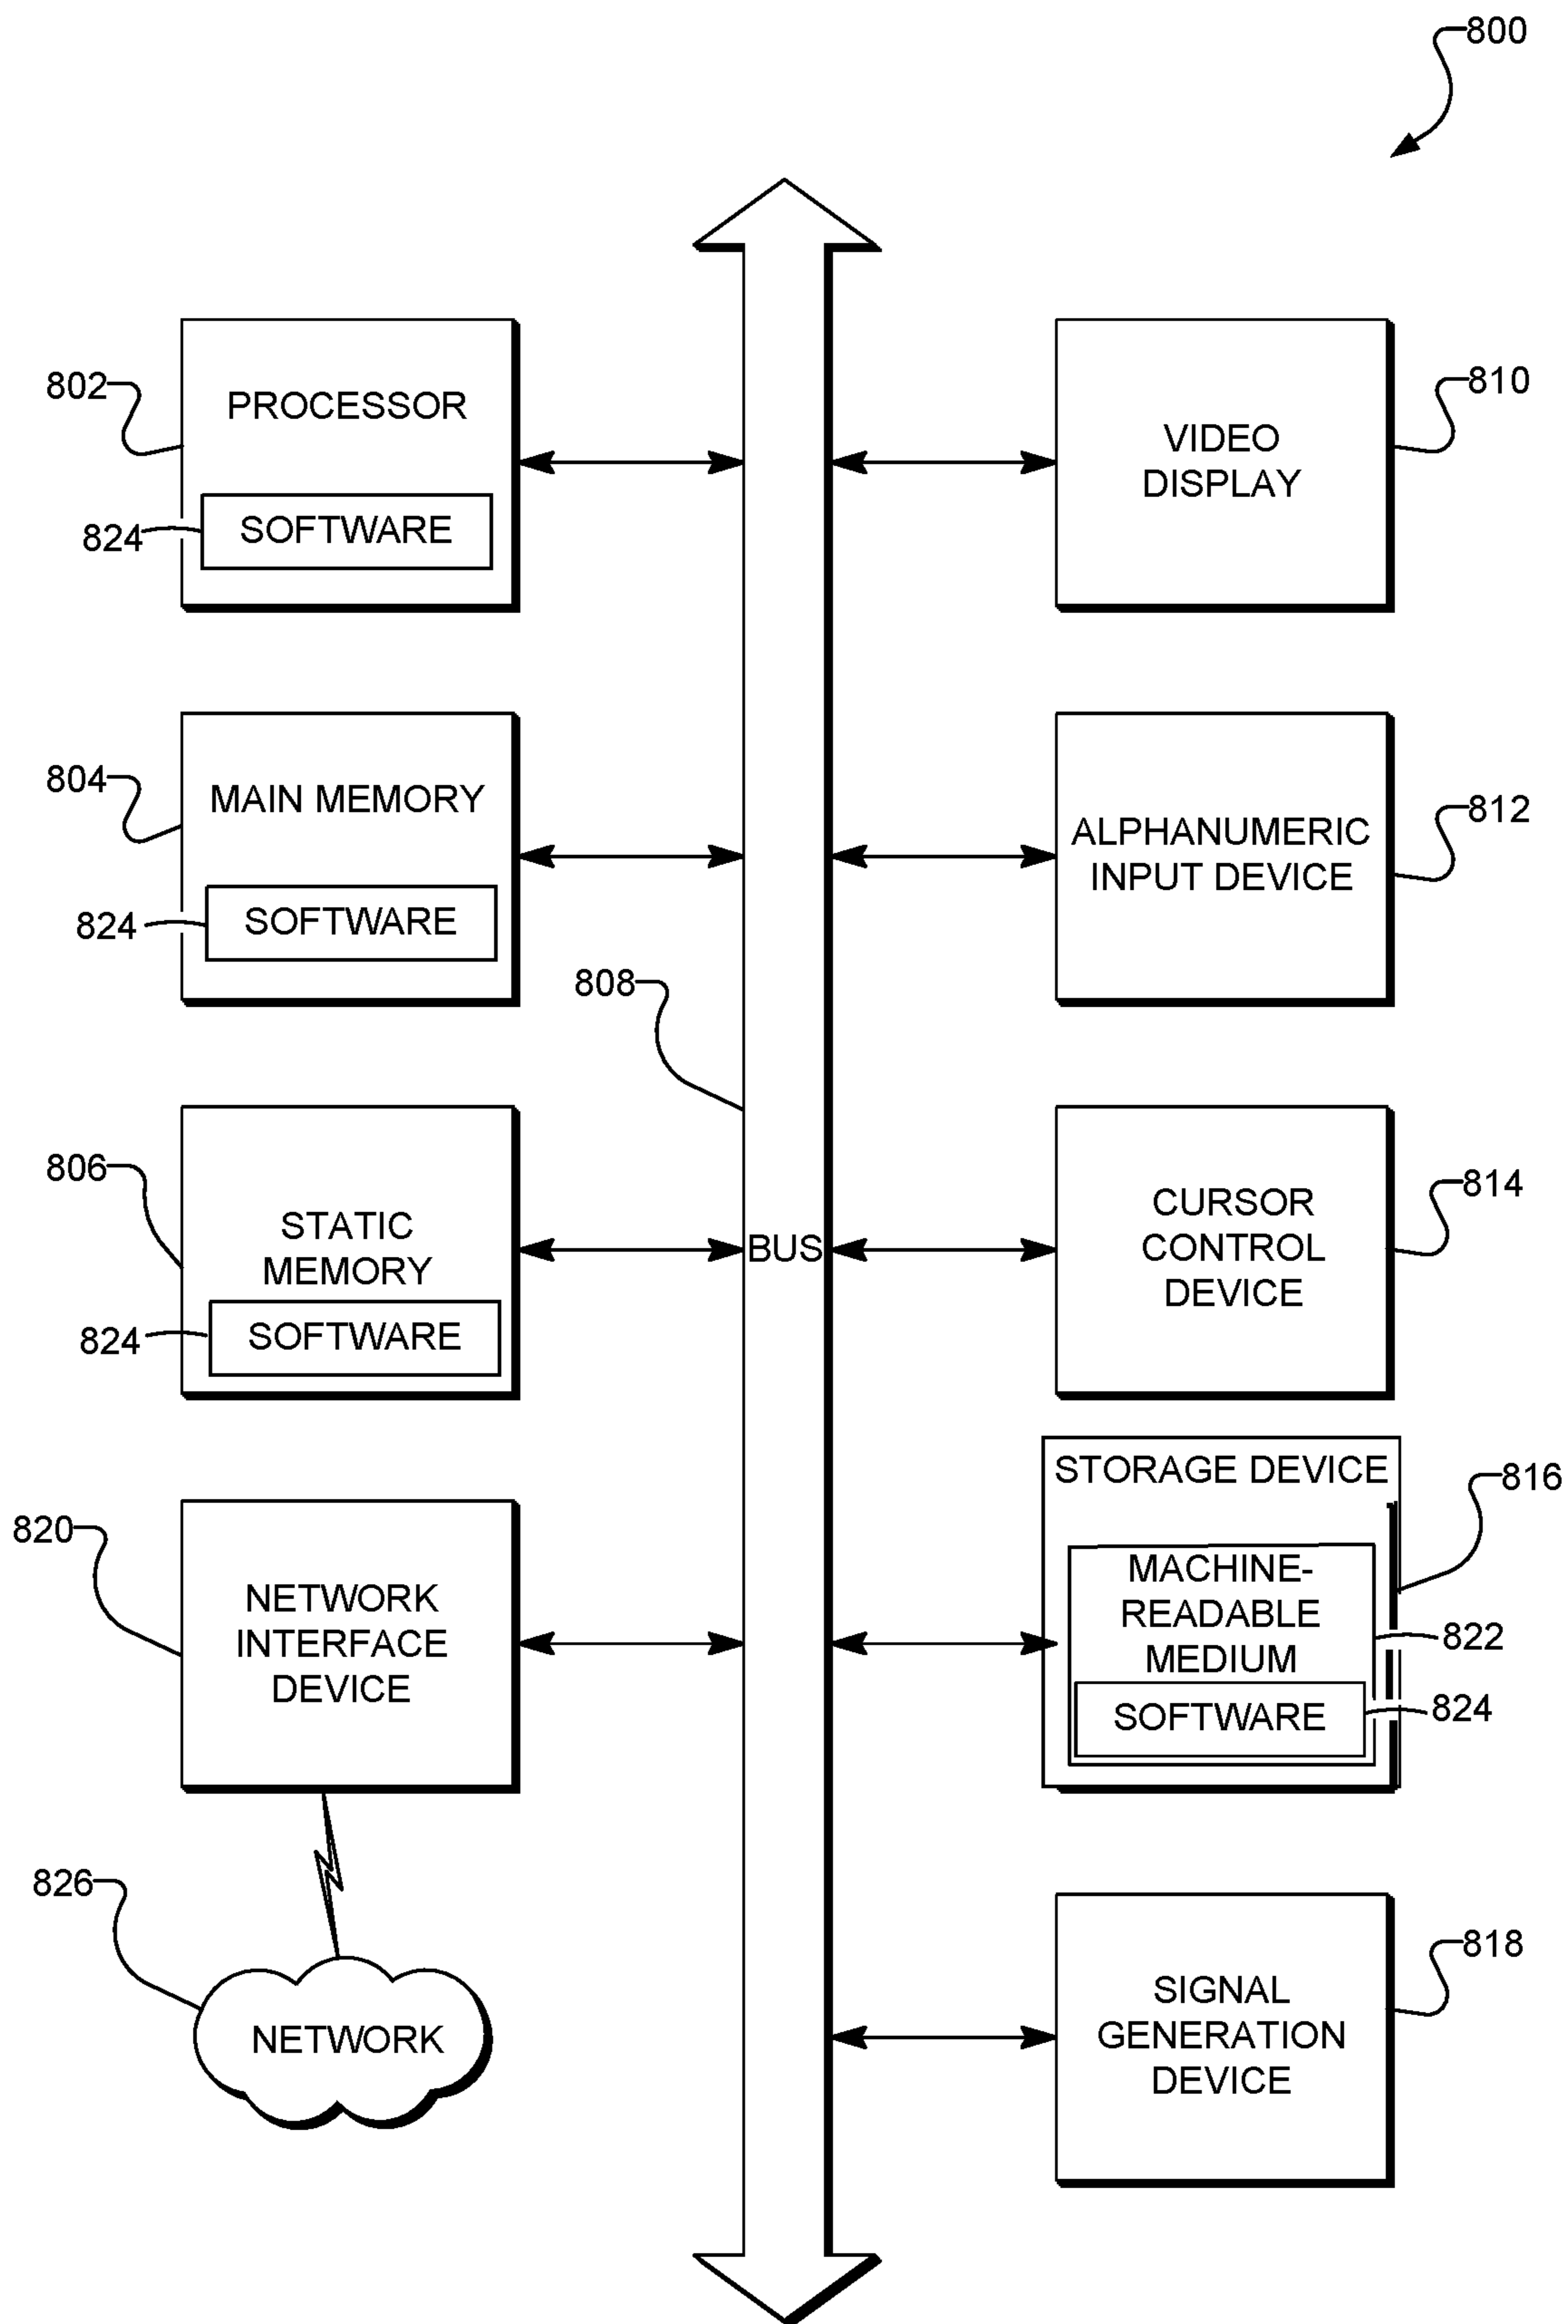 800
802
PROCESSOR
824
SOFTWARE
VIDEO
DISPLAY
810
804
MAIN MEMORY
824
SOFTWARE
ALPHANUMERIC
INPUT DEVICE
812
808
BUS
806
STATIC
MEMORY
824
SOFTWARE
CURSOR
CONTROL
DEVICE
814
820
NETWORK
INTERFACE
DEVICE
STORAGE DEVICE
816
MACHINE-
READABLE
MEDIUM
822
SOFTWARE
824
826
NETWORK
SIGNAL
GENERATION
DEVICE
818